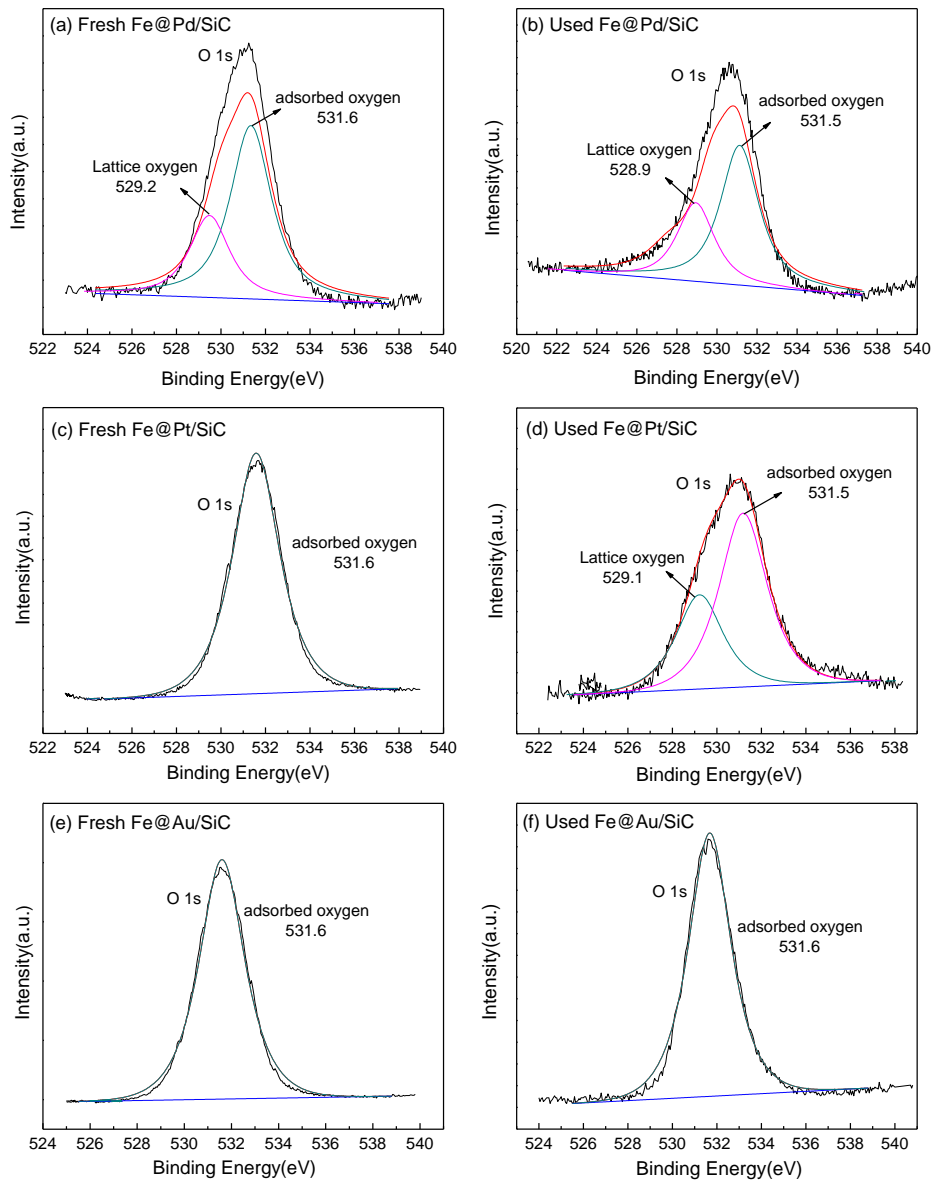 (a) Fresh Fe@Pd/SiC
O 1s
adsorbed oxygen
531.6
Lattice oxygen
529.2
Intensity(a.u.)
522 524 526 528 530 532 534 536 538 540
Binding Energy(eV)
(b) Used Fe@Pd/SiC
O 1s
adsorbed oxygen
531.5
Lattice oxygen
528.9
Intensity(a.u.)
520 522 524 526 528 530 532 534 536 538 540
Binding Energy(eV)
(c) Fresh Fe@Pt/SiC
O 1s
adsorbed oxygen
531.6
Intensity(a.u.)
522 524 526 528 530 532 534 536 538 540
Binding Energy(eV)
(d) Used Fe@Pt/SiC
O 1s
adsorbed oxygen
531.5
Lattice oxygen
529.1
Intensity(a.u.)
522 524 526 528 530 532 534 536 538
Binding Energy(eV)
(e) Fresh Fe@Au/SiC
O 1s
adsorbed oxygen
531.6
Intensity(a.u.)
524 526 528 530 532 534 536 538 540
Binding Energy(eV)
(f) Used Fe@Au/SiC
O 1s
adsorbed oxygen
531.6
Intensity(a.u.)
524 526 528 530 532 534 536 538 540
Binding Energy(eV)